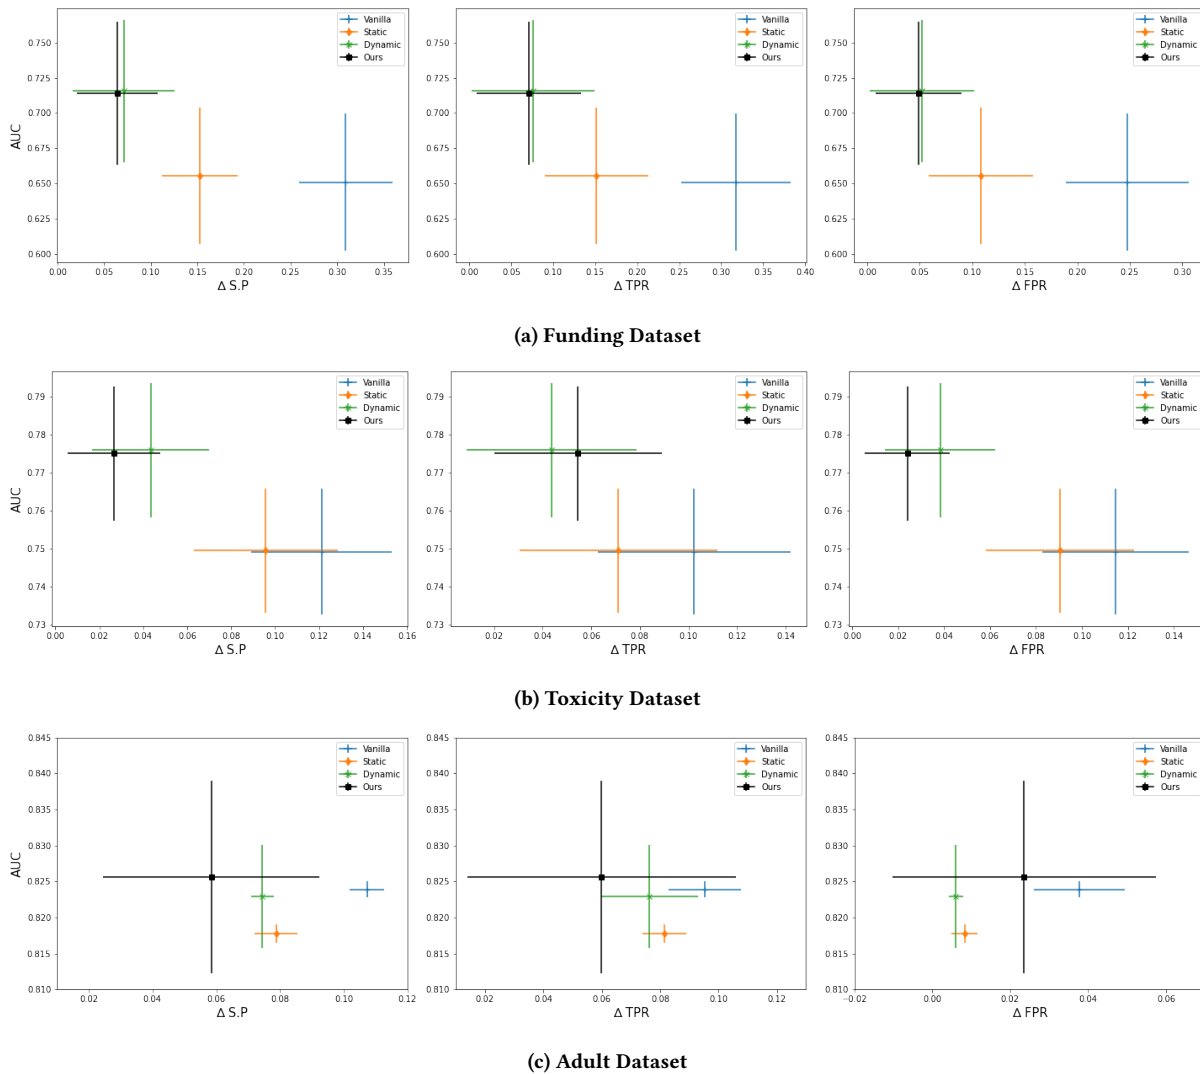 0.750
0.725
0.700
0.675
0.650
0.625
0.600
AUC
0.00 0.05 0.10 0.15 0.20 0.25 0.30 0.35
Δ S.P
Vanilla
Static
Dynamic
Ours
0.750
0.725
0.700
0.675
0.650
0.625
0.600
0.00 0.05 0.10 0.15 0.20 0.25 0.30 0.35 0.40
Δ TPR
Vanilla
Static
Dynamic
Ours
0.750
0.725
0.700
0.675
0.650
0.625
0.600
0.00 0.05 0.10 0.15 0.20 0.25 0.30
Δ FPR
Vanilla
Static
Dynamic
Ours
(a) Funding Dataset
0.79
0.78
0.77
0.76
0.75
0.74
0.73
AUC
0.00 0.02 0.04 0.06 0.08 0.10 0.12 0.14 0.16
Δ S.P
Vanilla
Static
Dynamic
Ours
0.79
0.78
0.77
0.76
0.75
0.74
0.73
0.02 0.04 0.06 0.08 0.10 0.12 0.14
Δ TPR
Vanilla
Static
Dynamic
Ours
0.79
0.78
0.77
0.76
0.75
0.74
0.73
0.00 0.02 0.04 0.06 0.08 0.10 0.12 0.14
Δ FPR
Vanilla
Static
Dynamic
Ours
(b) Toxicity Dataset
0.845
0.840
0.835
0.830
0.825
0.820
0.815
0.810
AUC
0.02 0.04 0.06 0.08 0.10 0.12
Δ S.P
Vanilla
Static
Dynamic
Ours
0.845
0.840
0.835
0.830
0.825
0.820
0.815
0.810
0.02 0.04 0.06 0.08 0.10 0.12
Δ TPR
Vanilla
Static
Dynamic
Ours
0.845
0.840
0.835
0.830
0.825
0.820
0.815
0.810
−0.02 0.00 0.02 0.04 0.06
Δ FPR
Vanilla
Static
Dynamic
Ours
(c) Adult Dataset